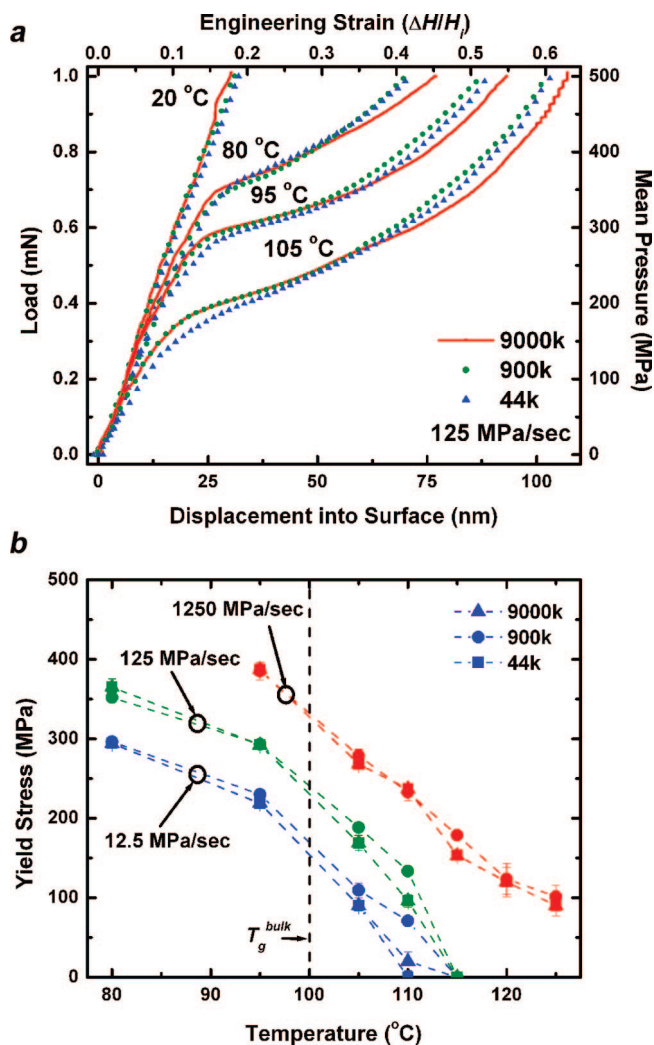 a
Engineering Strain (ΔH/Hi)
0 0.1 0.2 0.3 0.4 0.5 0.6
1.0 500
20 °C
80 °C
0.8 400
95 °C
0.6 300
105 °C
Load (mN)
Mean Pressure (MPa)
0.4 200
9000k
0.2 100
900k
44k
125 MPa/sec
0.0 0
0 25 50 75 100
Displacement into Surface (nm)
b
500
1250 MPa/sec
9000k
900k
44k
400
125 MPa/sec
300
Yield Stress (MPa)
200
12.5 MPa/sec
100
Tg bulk
0
80 90 100 110 120
Temperature (°C)